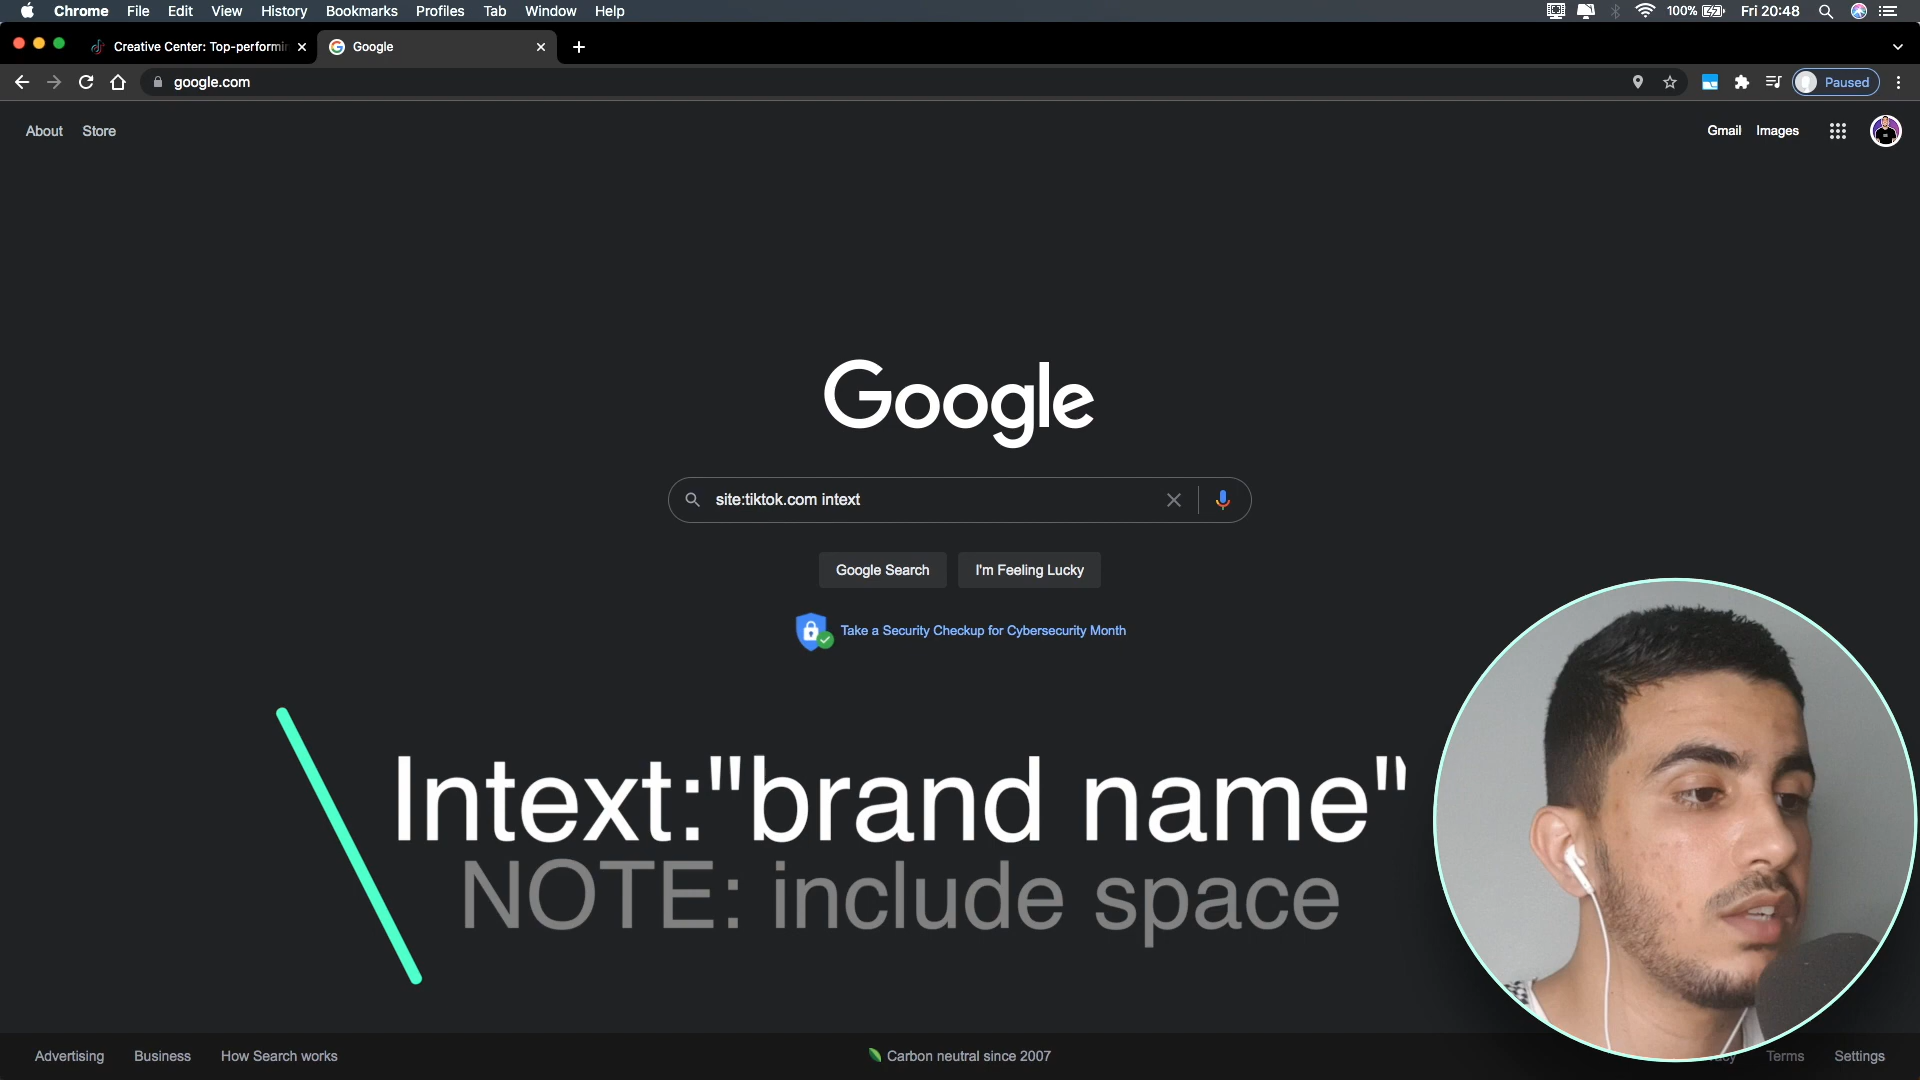 Chrome File Edit View History Bookmarks Profiles Tab Window Help 100% Fri 20:48
Creative Center: Top-performi Google
google.com Paused
About Store Gmail Images
Google
site:tiktok.com intext
Google Search I'm Feeling Lucky
Take a Security Checkup for Cybersecurity Month
Intext:"brand name"
NOTE: include space
Advertising Business How Search works Carbon neutral since 2007 Terms Settings